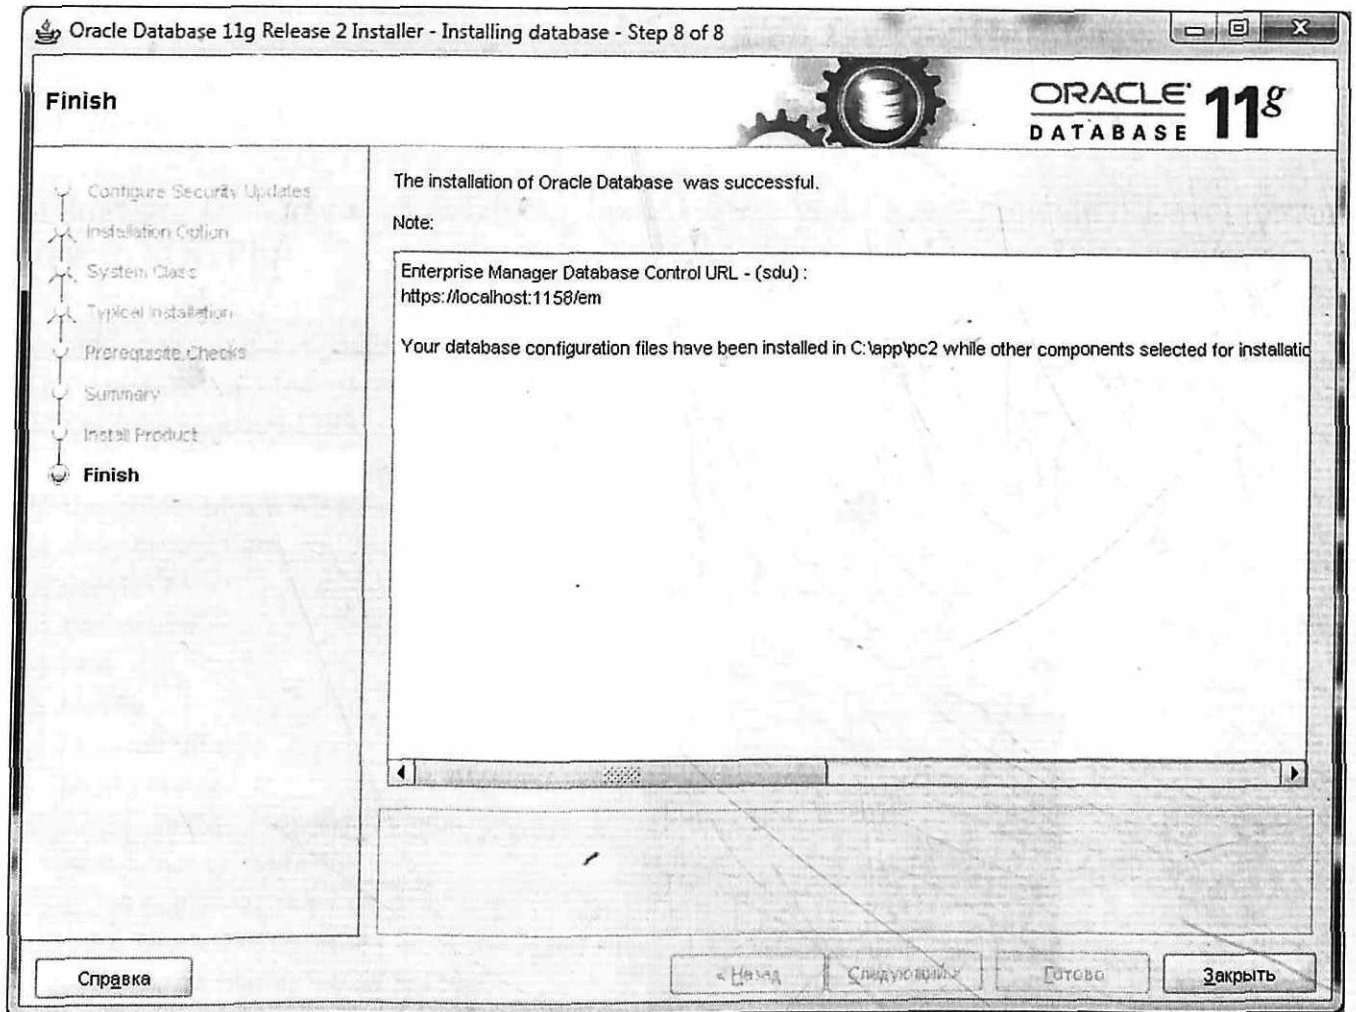 Oracle Database 11g Release 2 Installer - Installing database - Step 8 of 8
Finish
ORACLE
DATABASE
11g
Configure Security Updates
Installation Option
System Class
Typical Installation
Prerequisite Checks
Summary
Install Product
Finish
The installation of Oracle Database was successful.
Note:
Enterprise Manager Database Control URL - (sdu) :
https://localhost:1158/em
Your database configuration files have been installed in C:\app\pc2 while other components selected for installatio
Справка
« Назад
Следующий »
Готово
Закрыть